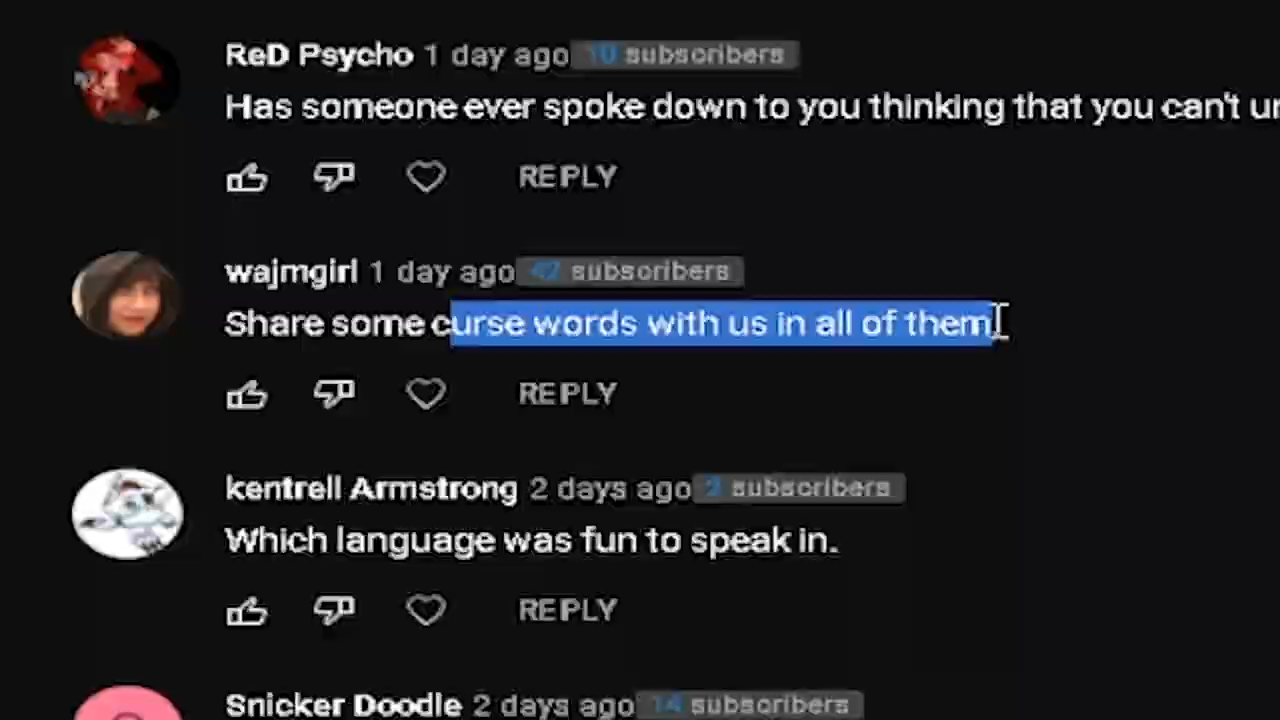 ReD Psycho 1 day ago 10 subscribers
Has someone ever spoke down to you thinking that you can't
REPLY
wajmgirl 1 day ago 42 subscribers
Share some curse words with us in all of them
REPLY
kentrell Armstrong 2 days ago 2 subscribers
Which language was fun to speak in.
REPLY
Snicker Doodle 2 days ago 14 subscribers